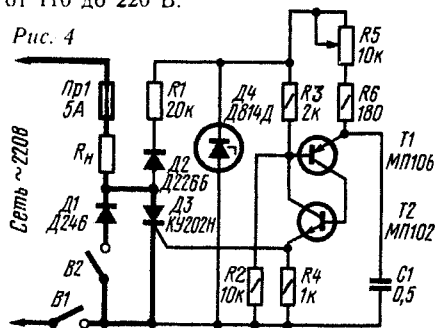 от 110 до 220 В.
Рис. 4
Пр1
5А
Rн
Д1
Д246
В2
В1
Сеть ~220В
R1
20к
Д2
Д226Б
Д3
КУ202Н
Д4
Д814Д
R3
2к
R5
10к
R6
180
Т1
МП106
Т2
МП102
R2
10к
R4
1к
С1
0,5